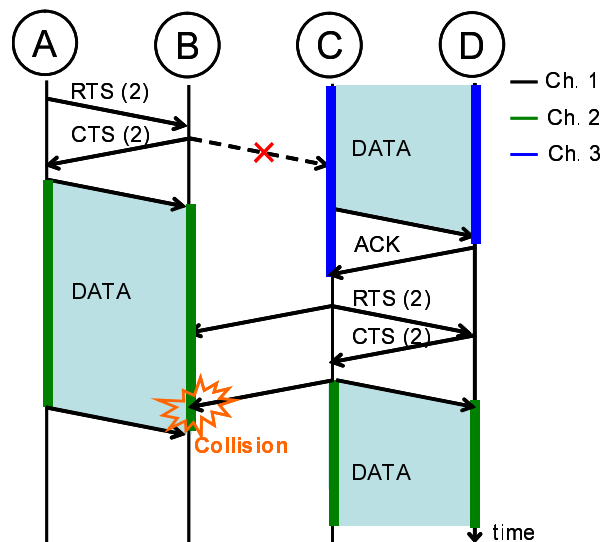 A
B
C
D
Ch. 1
Ch. 2
Ch. 3
RTS (2)
CTS (2)
DATA
ACK
DATA
RTS (2)
CTS (2)
Collision
DATA
time